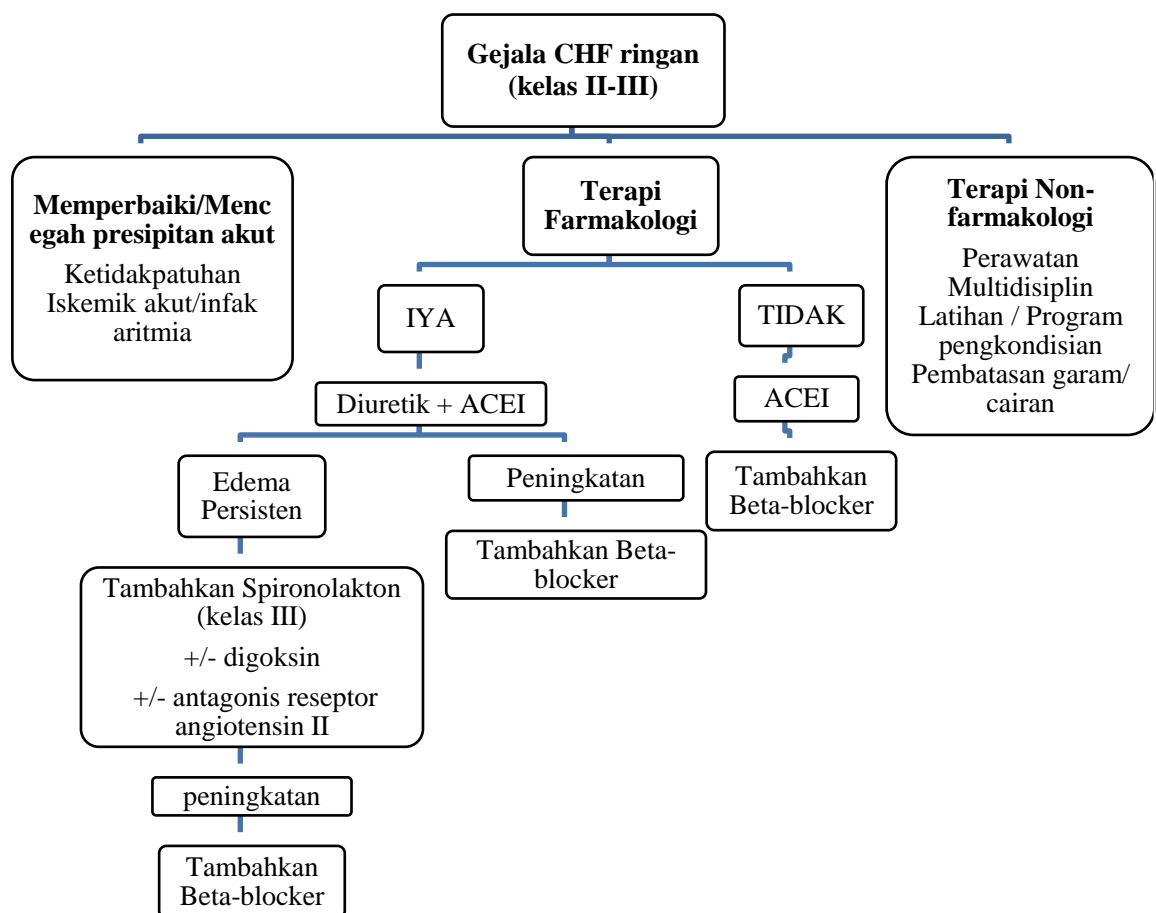 Gejala CHF ringan
(kelas II-III)
Memperbaiki/Menc
egah presipitan akut
Ketidakpatuhan
Iskemik akut/infak
aritmia
Terapi
Farmakologi
Terapi Non-
farmakologi
Perawatan
Multidisiplin
Latihan / Program
pengkondisian
Pembatasan garam/
cairan
IYA
TIDAK
Diuretik + ACEI
ACEI
Edema
Persisten
Peningkatan
Tambahkan
Beta-blocker
Tambahkan Beta-
blocker
Tambahkan Spironolakton
(kelas III)
+/- digoksin
+/- antagonis reseptor
angiotensin II
peningkatan
Tambahkan
Beta-blocker